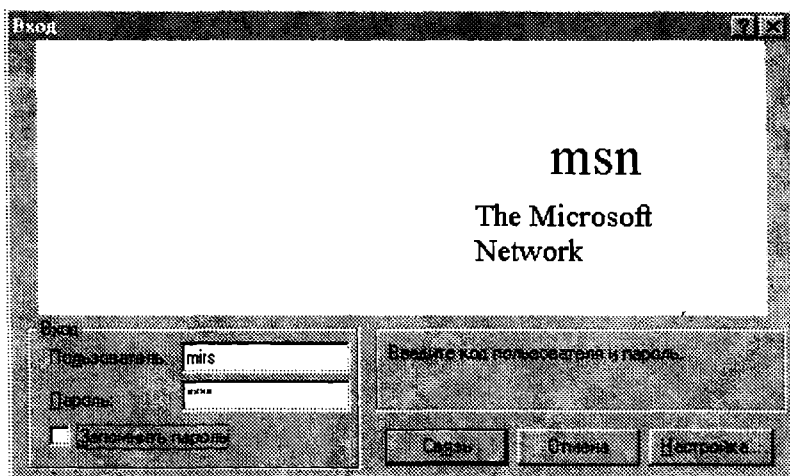 Вход
msn
The Microsoft
Network
Вход
Пользователь: mirs
Введите код пользователя и пароль.
Пароль: ****
Запомнить пароль
Связь Отмена Настройка...